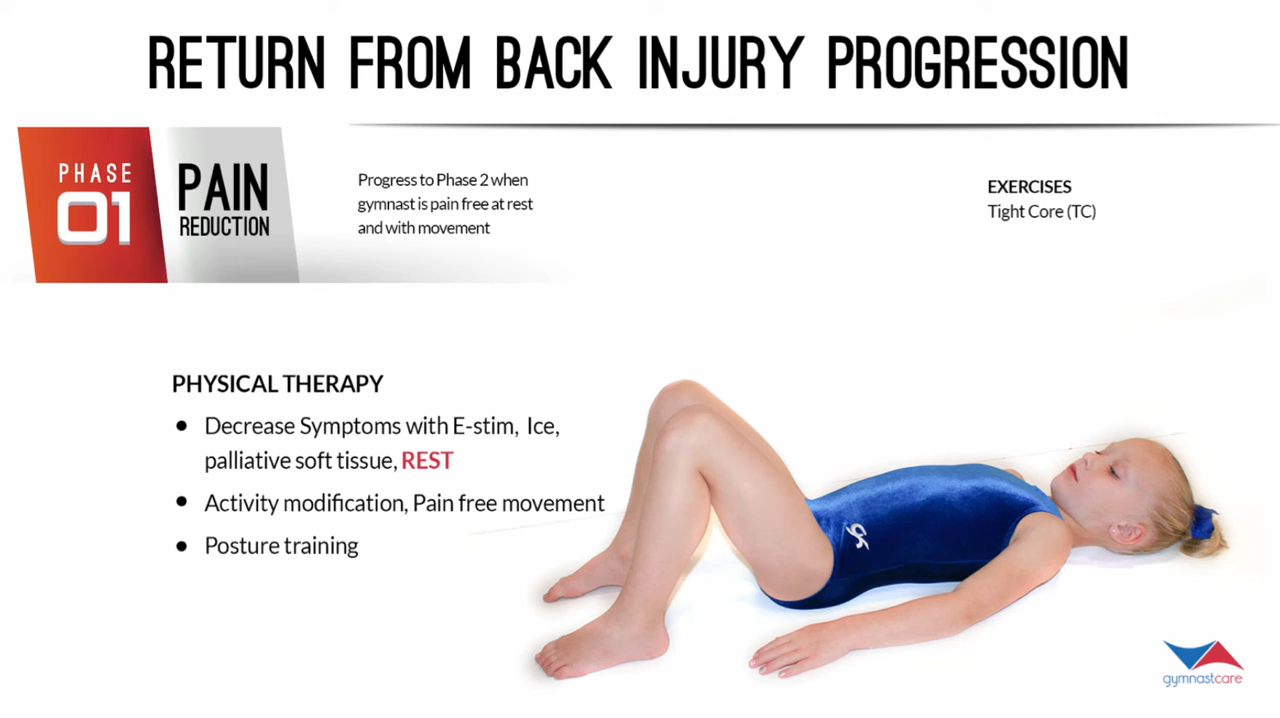 RETURN FROM BACK INJURY PROGRESSION
PHASE
01
PAIN
REDUCTION
Progress to Phase 2 when
gymnast is pain free at rest
and with movement
EXERCISES
Tight Core (TC)
PHYSICAL THERAPY
• Decrease Symptoms with E-stim, Ice,
palliative soft tissue, REST
• Activity modification, Pain free movement
• Posture training
gymnastcare